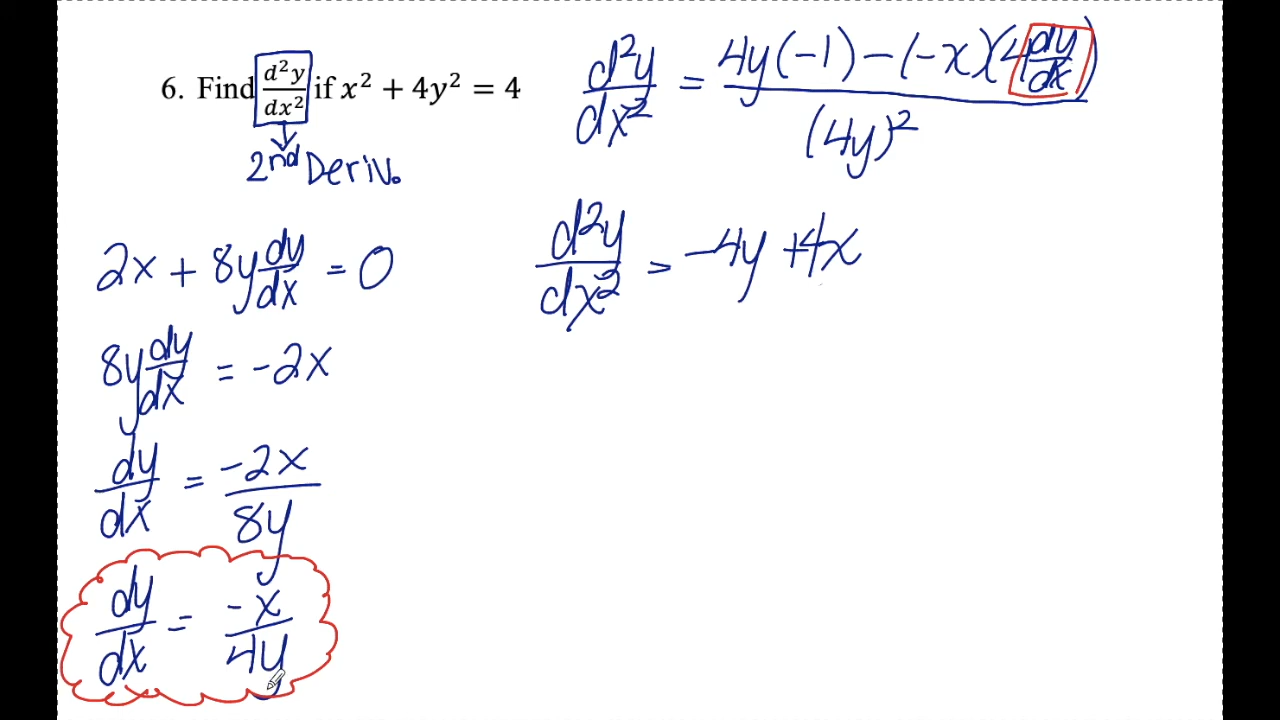 6. Find d²y/dx² if x² + 4y² = 4
2nd Deriv.
2x + 8y dy/dx = 0
8y dy/dx = -2x
dy/dx = -2x/8y
dy/dx = -x/4y
d²y/dx² = 4y(-1) - (-x)(4 dy/dx) / (4y)²
d²y/dx² = -4y + 4x